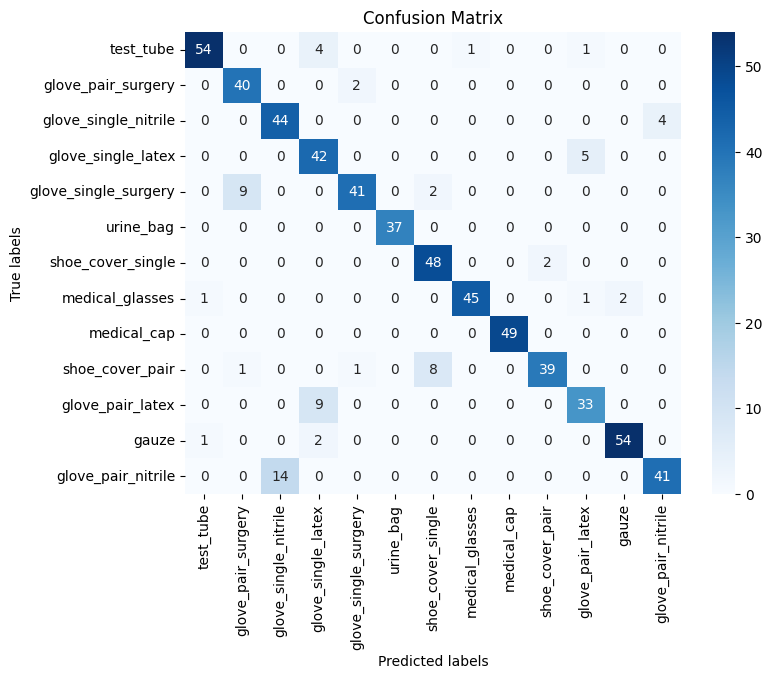 Confusion Matrix
True labels
test_tube 54 0 0 4 0 0 0 1 0 0 1 0 0
glove_pair_surgery 0 40 0 0 2 0 0 0 0 0 0 0 0
glove_single_nitrile 0 0 44 0 0 0 0 0 0 0 0 0 4
glove_single_latex 0 0 0 42 0 0 0 0 0 0 5 0 0
glove_single_surgery 0 9 0 0 41 0 2 0 0 0 0 0 0
urine_bag 0 0 0 0 0 37 0 0 0 0 0 0 0
shoe_cover_single 0 0 0 0 0 0 48 0 0 2 0 0 0
medical_glasses 1 0 0 0 0 0 0 45 0 0 1 2 0
medical_cap 0 0 0 0 0 0 0 0 49 0 0 0 0
shoe_cover_pair 0 1 0 0 1 0 8 0 0 39 0 0 0
glove_pair_latex 0 0 0 9 0 0 0 0 0 0 33 0 0
gauze 1 0 0 2 0 0 0 0 0 0 0 54 0
glove_pair_nitrile 0 0 14 0 0 0 0 0 0 0 0 0 41
test_tube
glove_pair_surgery
glove_single_nitrile
glove_single_latex
glove_single_surgery
urine_bag
shoe_cover_single
medical_glasses
medical_cap
shoe_cover_pair
glove_pair_latex
gauze
glove_pair_nitrile
Predicted labels
50
40
30
20
10
0